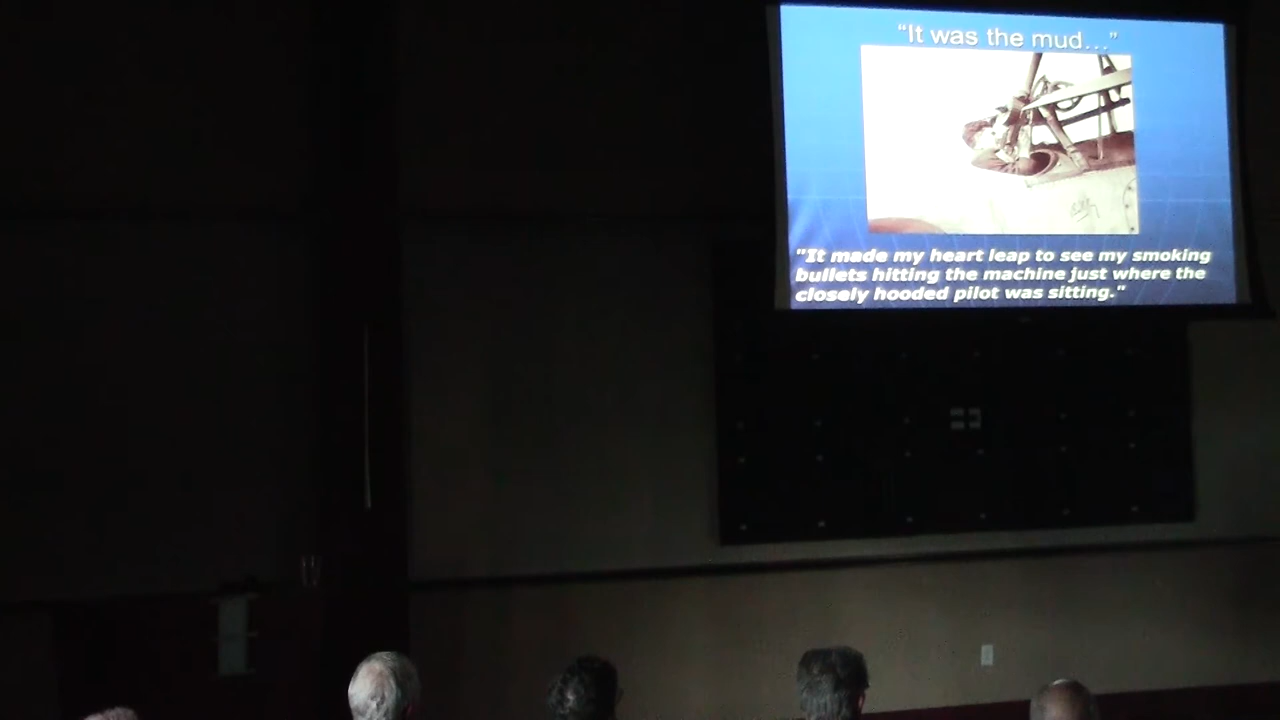 “It was the mud...”
"It made my heart leap to see my smoking
bullets hitting the machine just where the
closely hooded pilot was sitting."